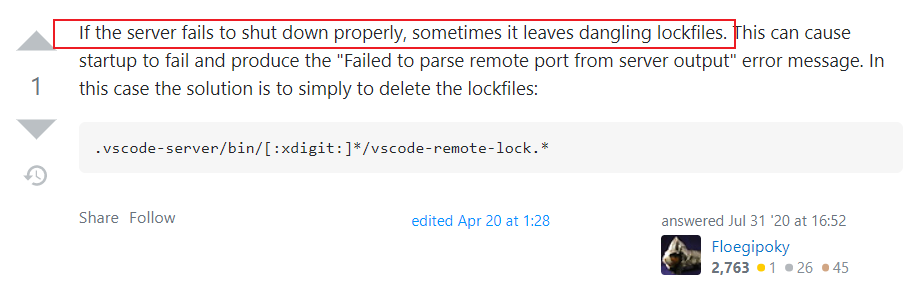 If the server fails to shut down properly, sometimes it leaves dangling lockfiles. This can cause
startup to fail and produce the "Failed to parse remote port from server output" error message. In
1
this case the solution is to simply to delete the lockfiles:
.vscode-server/bin/[:xdigit:]*/vscode-remote-lock.*
Share Follow
edited Apr 20 at 1:28
answered Jul 31 '20 at 16:52
Floegipoky
2,763 1 26 45